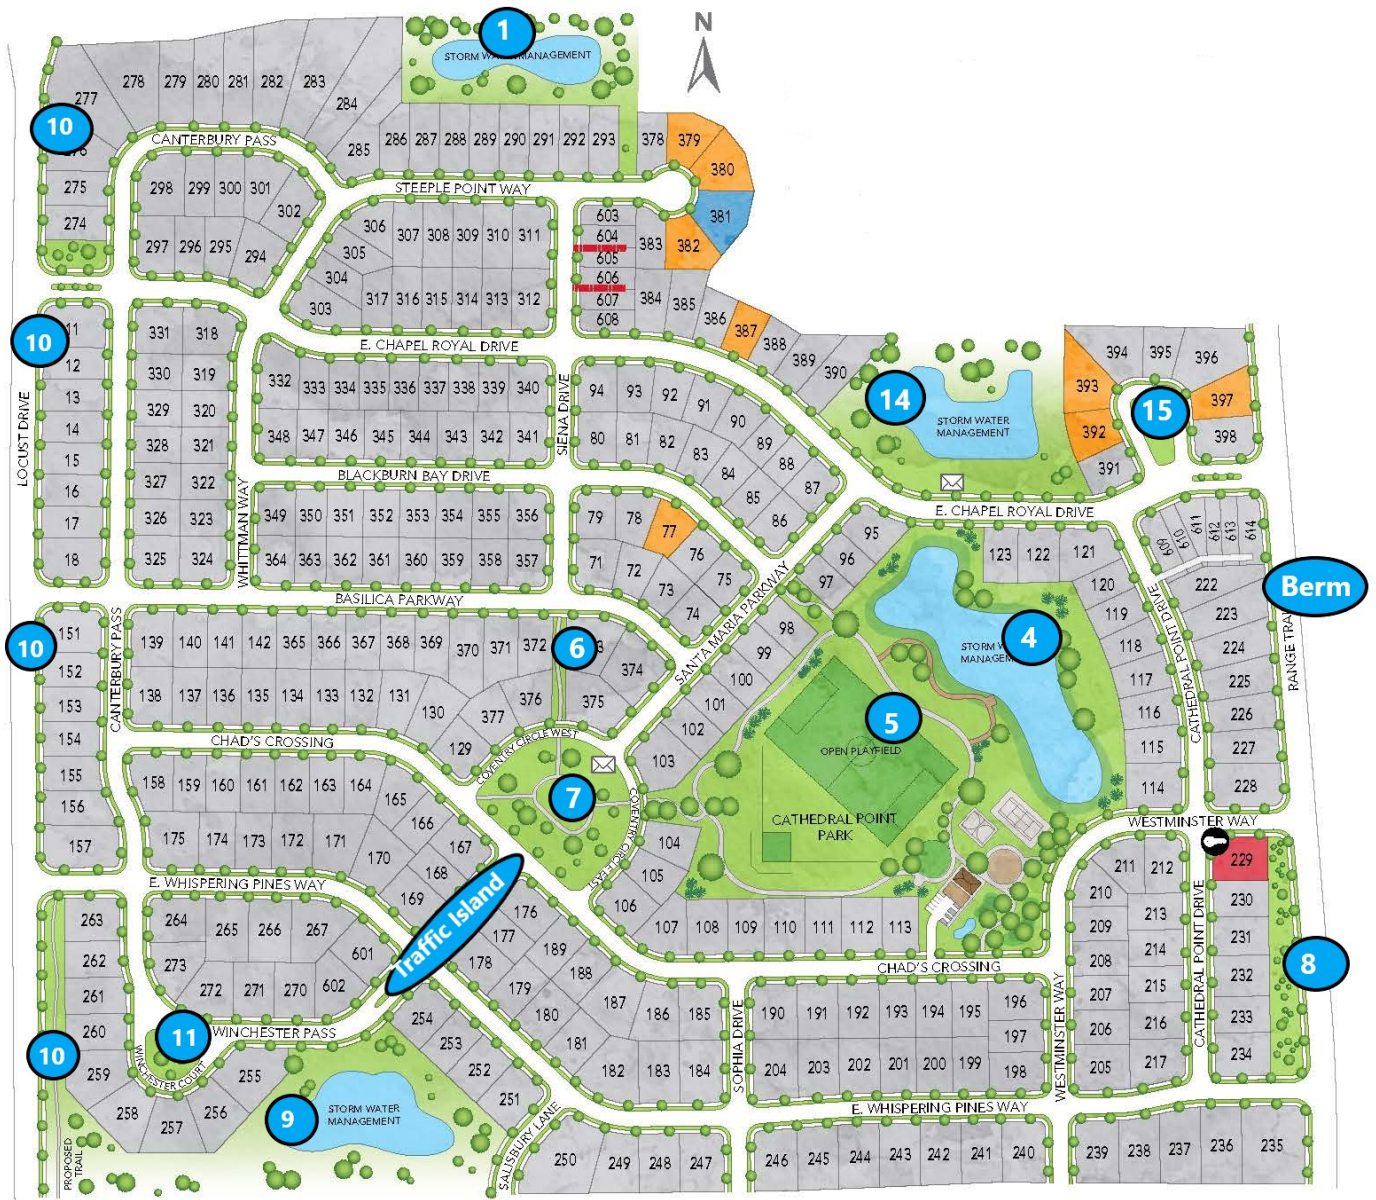 N
1
STORM WATER MANAGEMENT
277 278 279 280 281 282 283 284 285 286 287 288 289 290 291 292 293
10
CANTERBURY PASS
378 379 380
275
274
298 299 300 301 302
297 296 295 294
STEEPLE POINT WAY
306 307 308 309 310 311
305
304
303 317 316 315 314 313 312
603
604
605
606
607
608
383 382 381
384 385 386 387 388 389 390
10
11
12
13
14
15
16
17
18
LOCUST DRIVE
331 318
330 319
329 320
328 321
327 322
326 323
325 324
WHITTMAN WAY
E. CHAPEL ROYAL DRIVE
332 333 334 335 336 337 338 339 340
348 347 346 345 344 343 342 341
SIENA DRIVE
94 93 92 91 90 89 88 87
80 81 82 83 84 85 86
14
STORM WATER
MANAGEMENT
394 395 396
393 397
15
392 398
391
BLACKBURN BAY DRIVE
349 350 351 352 353 354 355 356
364 363 362 361 360 359 358 357
79 78 77 76 75
71 72 73 74
E. CHAPEL ROYAL DRIVE
95
96
97
98
99
100
101
102
103
SANTA MARIA PARKWAY
123 122 121
120
119
118
117
116
115
114
CATHEDRAL POINT DRIVE
609 610 611 612 613 614
222
223
224
225
226
227
228
Berm
4
5
OPEN PLAYFIELD
CATHEDRAL POINT
PARK
BASILICA PARKWAY
10
151
152
153
154
155
156
157
CANTERBURY PASS
139 140 141 142 365 366 367 368 369 370 371 372 374
6
138 137 136 135 134 133 132 131 130 129 377 376 375
CHAD'S CROSSING
COVENTRY CIRCLE WEST
7
COVENTRY CIRCLE EAST
158 159 160 161 162 163 164 165 166 167 168 169
175 174 173 172 171 170
104
105
106
107 108 109 110 111 112 113
WESTMINSTER WAY
229
230
231
232
233
234
8
211 212
210 213
209 214
208 215
207 216
206 217
205
CATHEDRAL POINT DRIVE
E. WHISPERING PINES WAY
Traffic Island
263
262
261
260
259
258 257 256 255
264 265 266 267 601
273 272 271 270 602
176 177 178 179 180 181 182 183 184
189 188 187 186 185
CHAD'S CROSSING
190 191 192 193 194 195 196
197
204 203 202 201 200 199 198
SOPHIA DRIVE
WESTMINSTER WAY
11
WINCHESTER PASS
WINCHESTER COURT
10
254
253
252
251
9
STORM WATER
MANAGEMENT
SALISBURY LANE
PROPOSED
TRAIL
E. WHISPERING PINES WAY
250 249 248 247 246 245 244 243 242 241 240 239 238 237 236 235